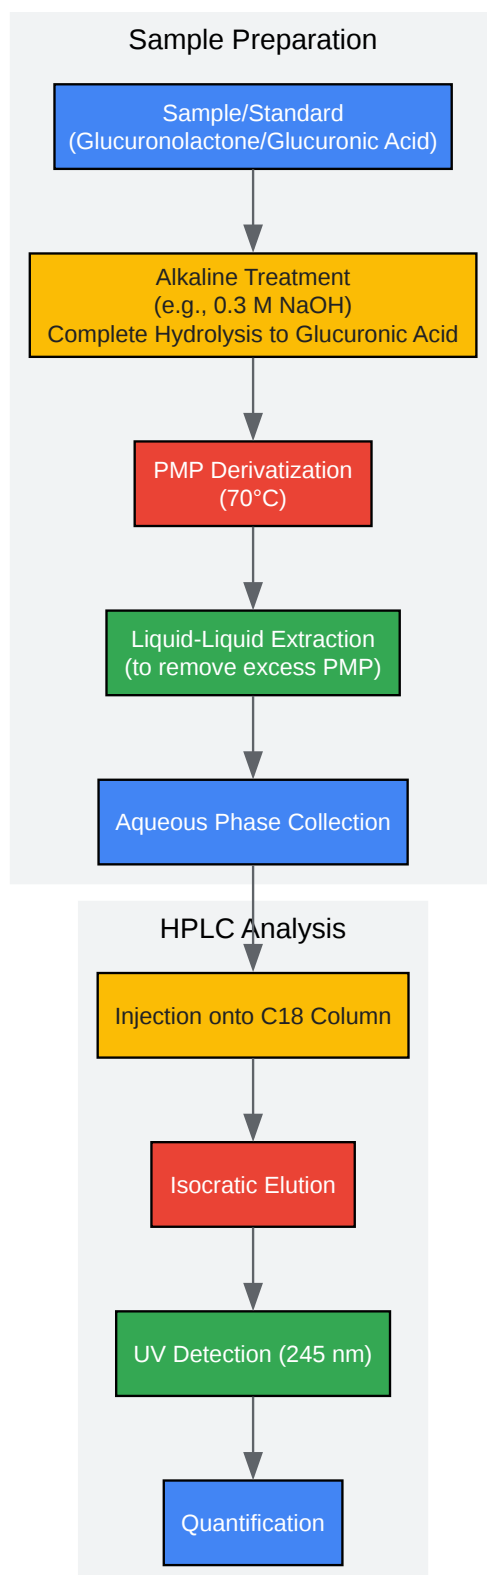 Sample Preparation
Sample/Standard
(Glucuronolactone/Glucuronic Acid)
Alkaline Treatment
(e.g., 0.3 M NaOH)
Complete Hydrolysis to Glucuronic Acid
PMP Derivatization
(70°C)
Liquid-Liquid Extraction
(to remove excess PMP)
Aqueous Phase Collection
HPLC Analysis
Injection onto C18 Column
Isocratic Elution
UV Detection (245 nm)
Quantification